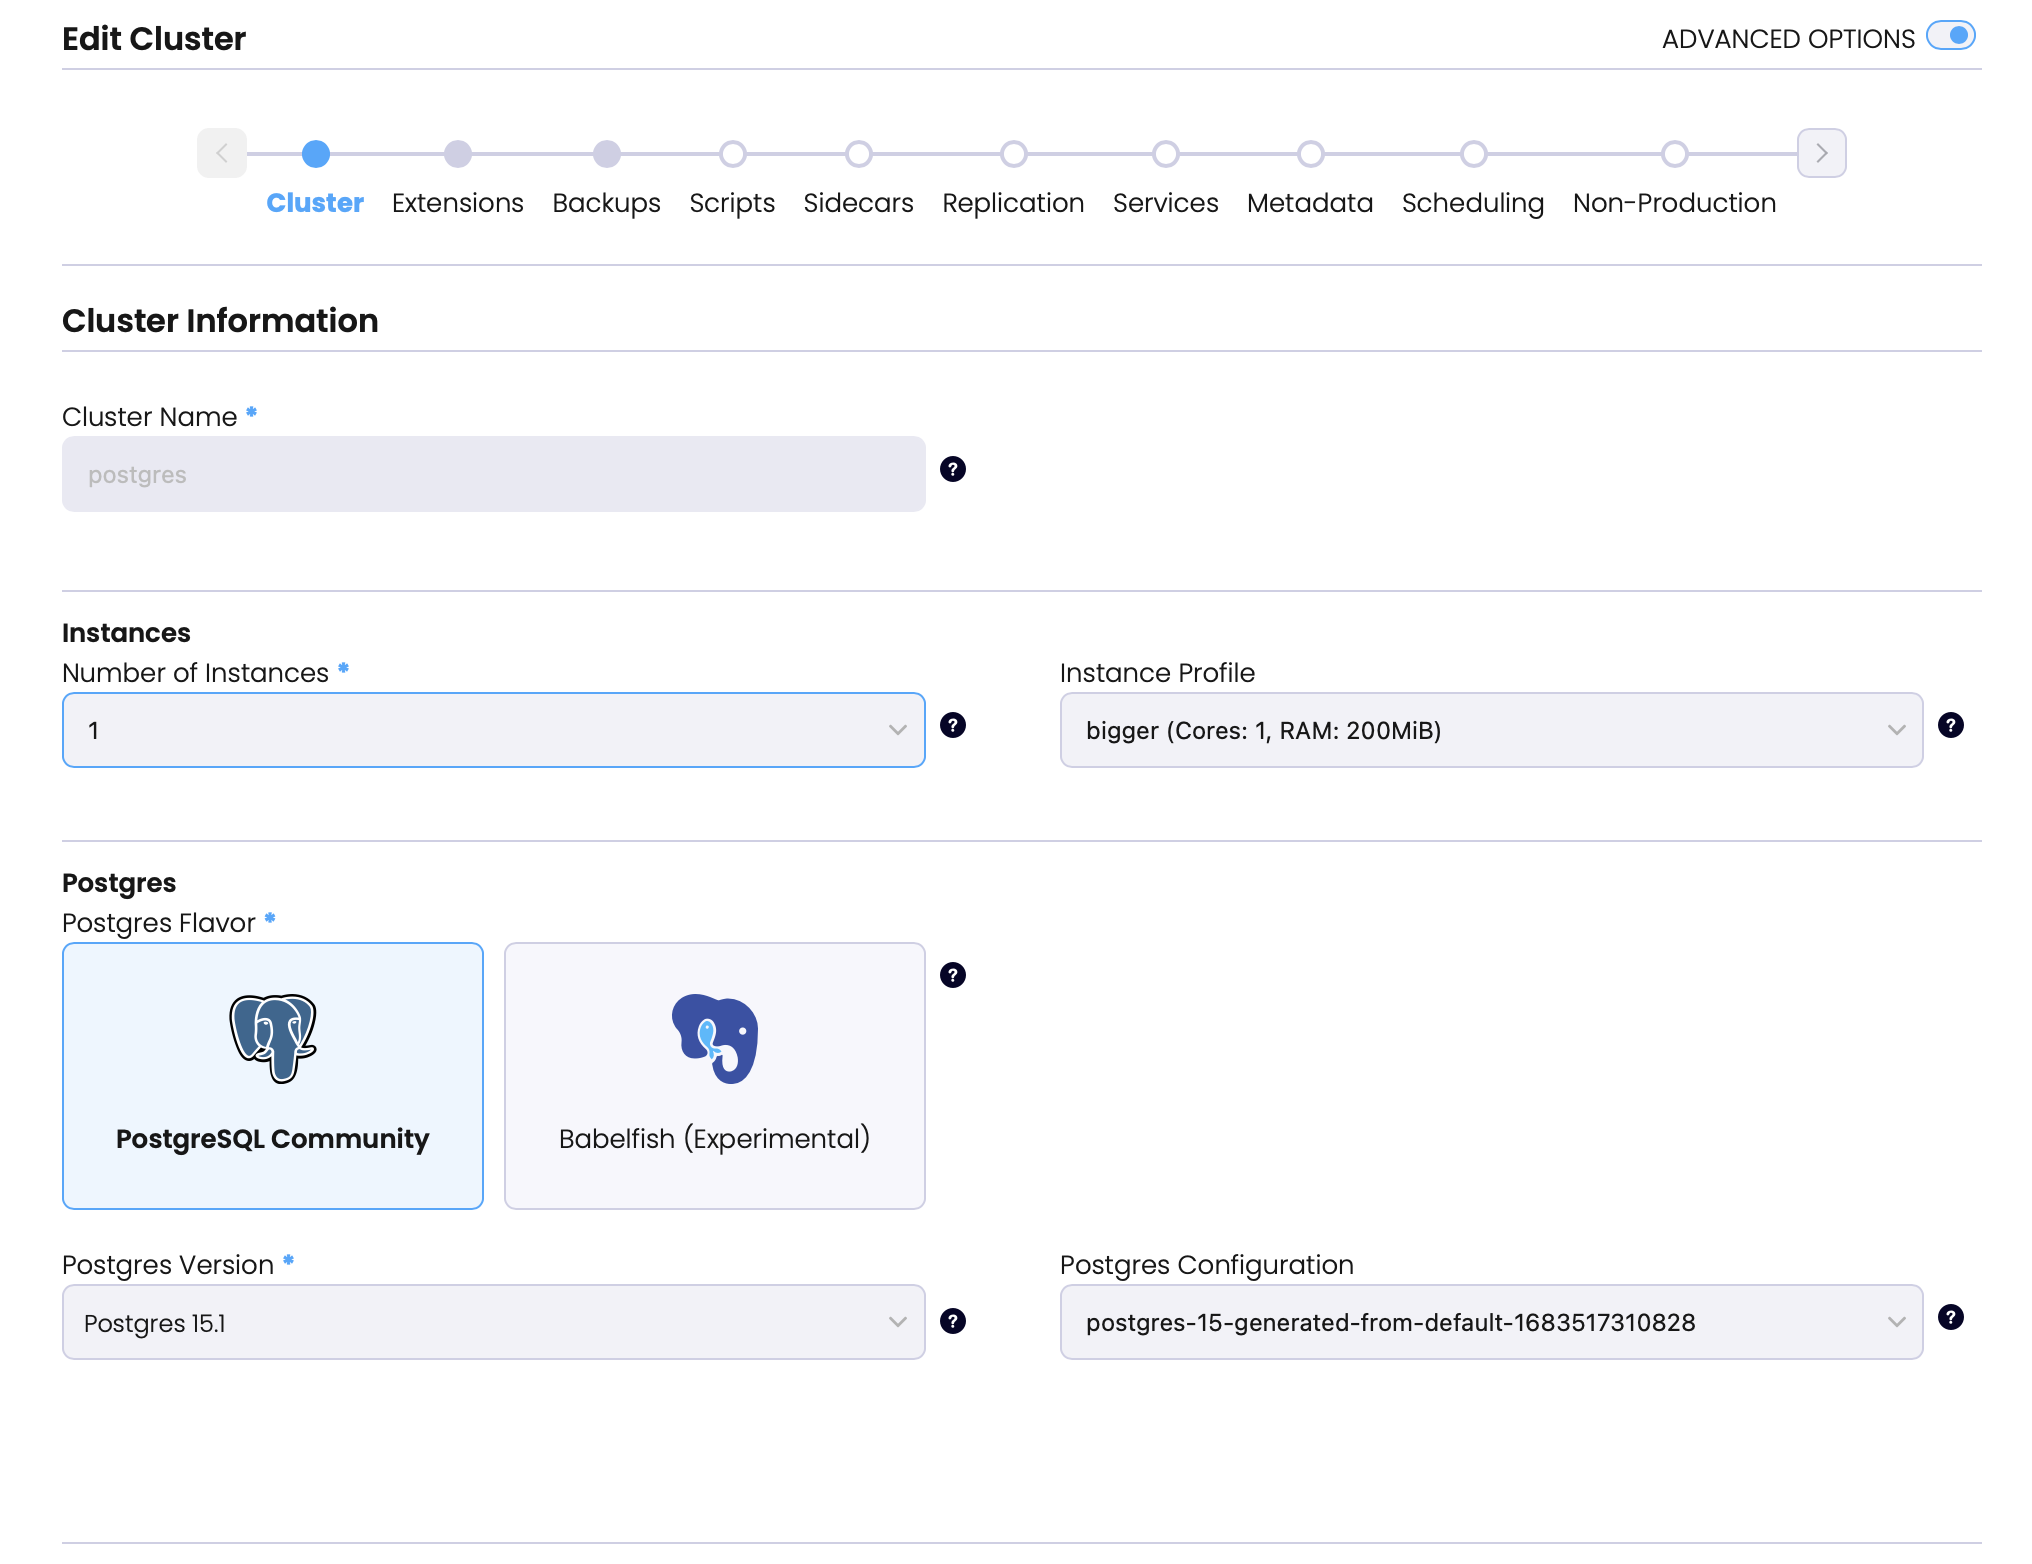 Edit Cluster
ADVANCED OPTIONS
Cluster Extensions Backups Scripts Sidecars Replication Services Metadata Scheduling Non-Production
Cluster Information
Cluster Name *
postgres
?
Instances
Number of Instances * Instance Profile
1 ? bigger (Cores: 1, RAM: 200MiB) ?
Postgres
Postgres Flavor *
?
PostgreSQL Community Babelfish (Experimental)
Postgres Version * Postgres Configuration
Postgres 15.1 ? postgres-15-generated-from-default-1683517310828 ?